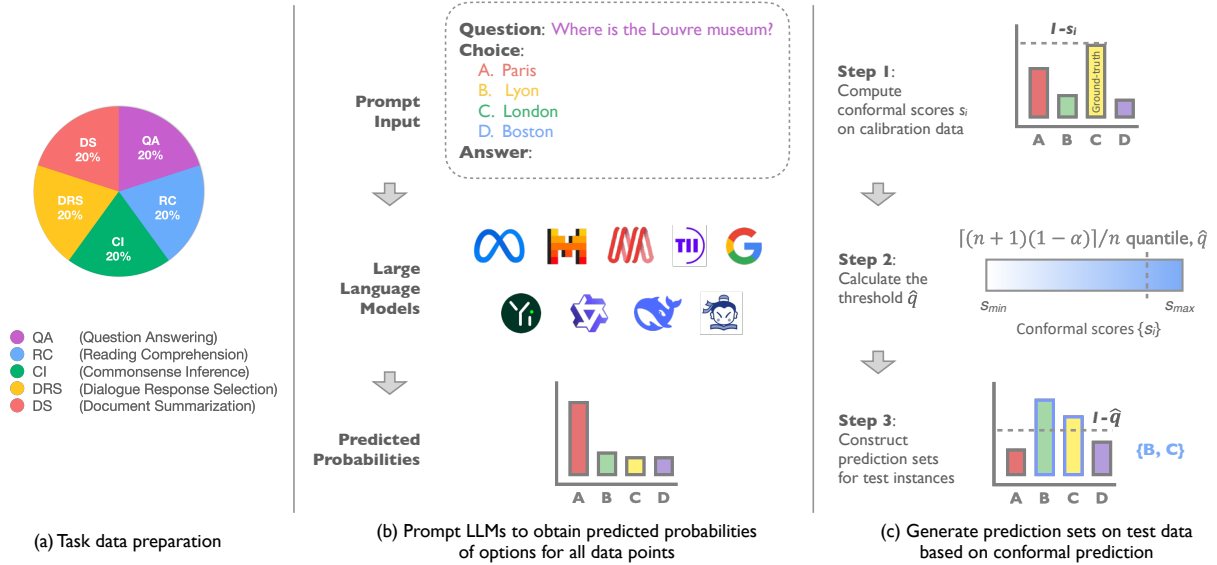 DS
20%
QA
20%
DRS
20%
RC
20%
CI
20%
QA (Question Answering)
RC (Reading Comprehension)
CI (Commonsense Inference)
DRS (Dialogue Response Selection)
DS (Document Summarization)
(a) Task data preparation
Prompt
Input
Question: Where is the Louvre museum?
Choice:
A. Paris
B. Lyon
C. London
D. Boston
Answer:
Large
Language
Models
TII
Yi
Predicted
Probabilities
A B C D
(b) Prompt LLMs to obtain predicted probabilities
of options for all data points
Step 1:
Compute
conformal scores sᵢ
on calibration data
1-sᵢ
Ground-truth
A B C D
Step 2:
Calculate the
threshold q̂
⌈(n + 1)(1 − α)⌉/n quantile, q̂
s_min s_max
Conformal scores {sᵢ}
Step 3:
Construct
prediction sets
for test instances
1-q̂
{B, C}
A B C D
(c) Generate prediction sets on test data
based on conformal prediction